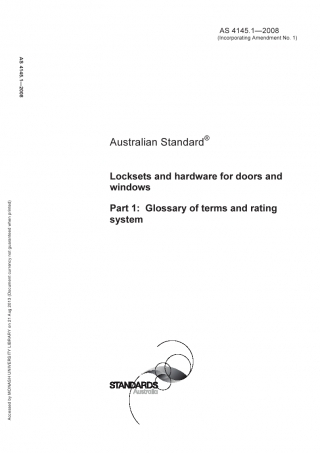 AS 4145.1—2008
(Incorporating Amendment No. 1)
AS 4145.1—2008
Australian Standard®
Locksets and hardware for doors and
windows
Part 1: Glossary of terms and rating
system
STANDARDS
Australia
Accessed by MONASH UNIVERSITY LIBRARY on 21 Aug 2012 (Document currency not guaranteed when printed)